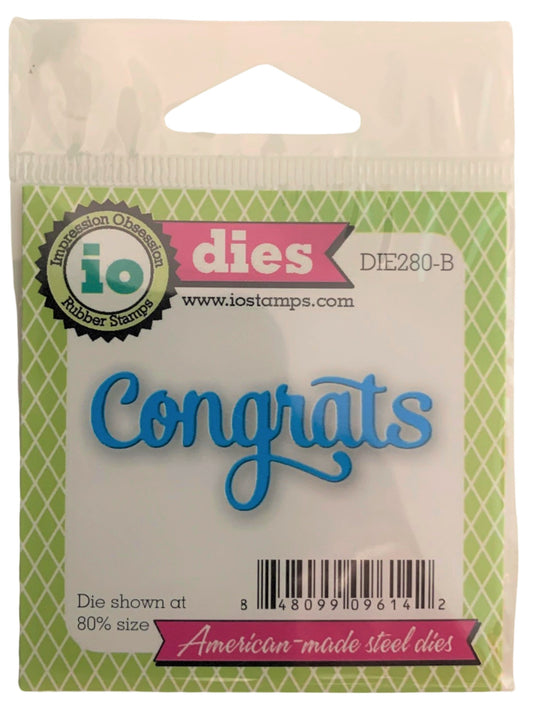 Impression Obsession
io
Rubber Stamps
dies
DIE280-B
www.iostamps.com
Congrats
Die shown at
80% size
8 48099 09614 2
American-made steel dies